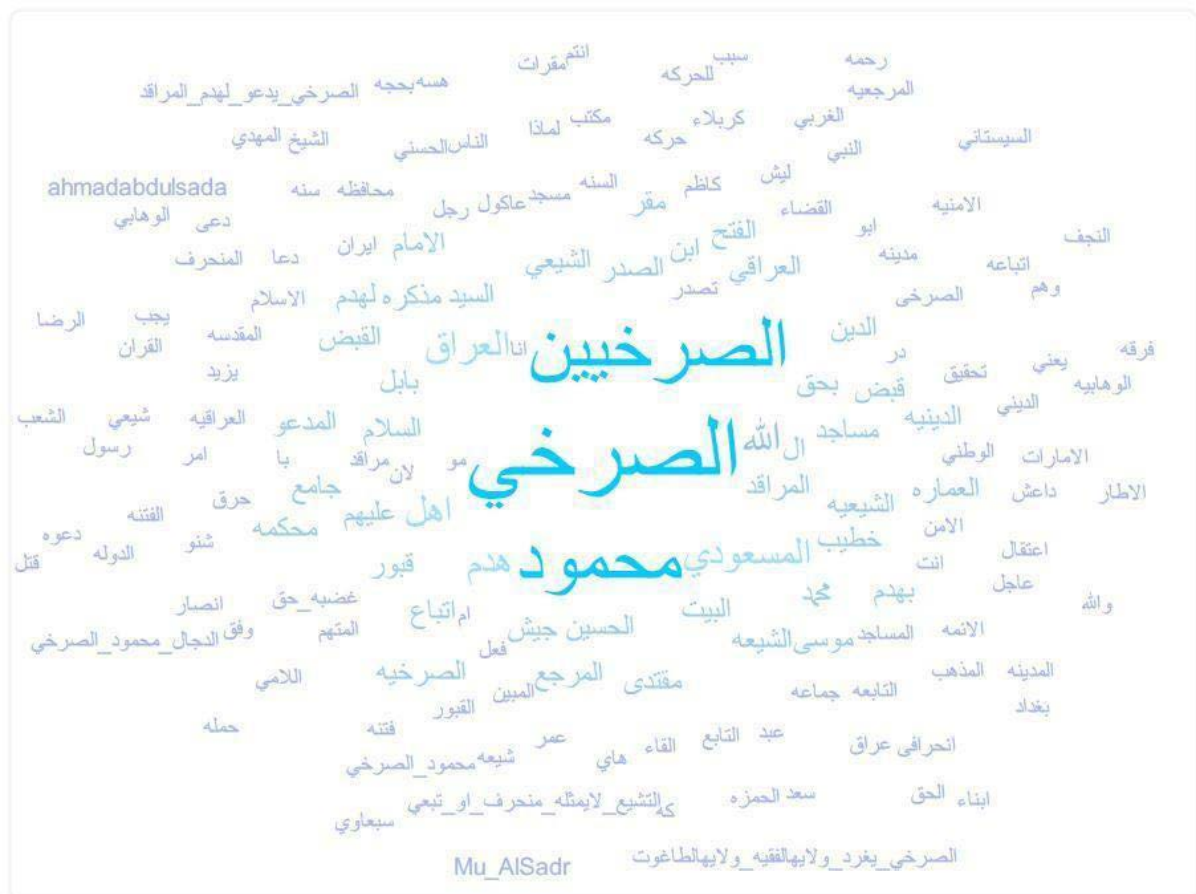 انتم سبب رحمه
هسه بحجه مقرات للحركه المرجعيه
الصرخي_يدعو_لهدم_المراقد
الشيخ المهدي الناس الحسني لماذا مكتب حركه كربلاء الغربي النبي السيستاني
ahmadabdulsada سنه محافظه رجل عاكول مسجد السنه مقر كاظم ليش القضاء الامنيه
الوهابي دعى الفتح ابو النجف
المنحرف دعا ايران الامام الشيعي الصدر ابن العراقي مدينه اتباعه
الاسلام لهدم مذكره السيد تصدر الصرخى وهم
الرضا يجب المقدسه القبض العراق انا الصرخيين الدين
القران در فرقه
يزيد بابل بحق قبض تحقيق يعني الوهابيه
الشعب شيعي العراقيه المدعو السلام ال الله مساجد الدينيه الديني
رسول امر با مراقد لان مو الصرخي الوطني الامارات
حرق جامع المراقد الشيعيه العماره داعش الاطار
دعوه الفتنه محكمه عليهم اهل خطيب الامن
قتل الدوله شنو قبور هدم محمود المسعودي انت اعتقال
انصار غضبه_حق اتباع ام البيت محمد بهدم عاجل والله
الدجال_محمود_الصرخي وفق المتهم جيش الحسين الشيعه موسى المساجد الائمه
فعل
اللامي الصرخيه المبين المرجع مقتدى جماعه التابعه المذهب المدينه
القبور بغداد
حمله فتنه عمر القاء التابع عبد
محمود_الصرخي شيعه هاي عراق انحرافى
التشيع_لايمثله_منحرف_او_تبعي كه الحمزه سعد الحق ابناء
سبعاوي
Mu_AlSadr الصرخي_يغرد_ولايهالفقيه_ولايهالطاغوت